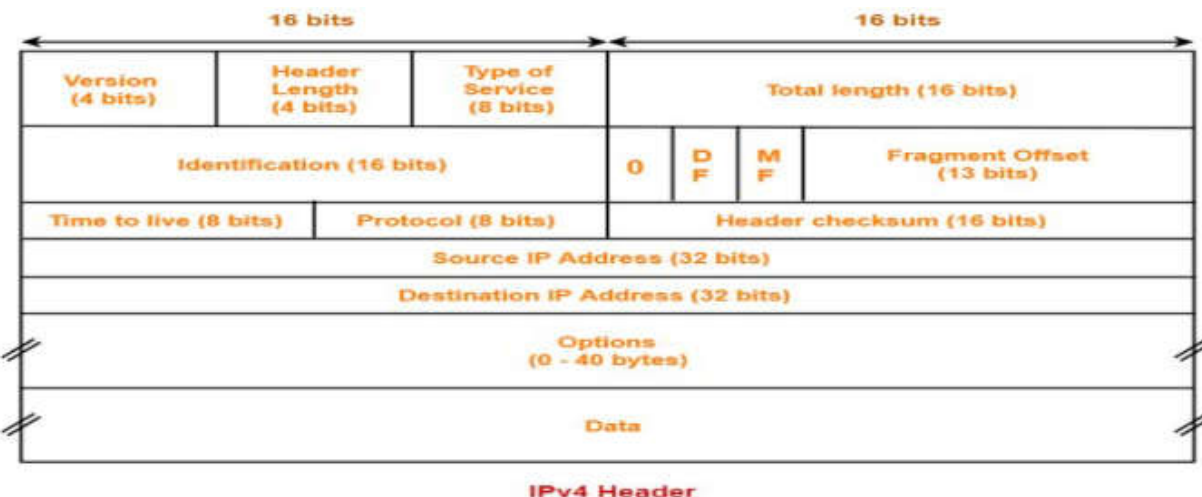 16 bits
16 bits
Version
(4 bits)
Header
Length
(4 bits)
Type of
Service
(8 bits)
Total length (16 bits)
Identification (16 bits)
0
D
F
M
F
Fragment Offset
(13 bits)
Time to live (8 bits)
Protocol (8 bits)
Header checksum (16 bits)
Source IP Address (32 bits)
Destination IP Address (32 bits)
Options
(0 - 40 bytes)
Data
IPv4 Header